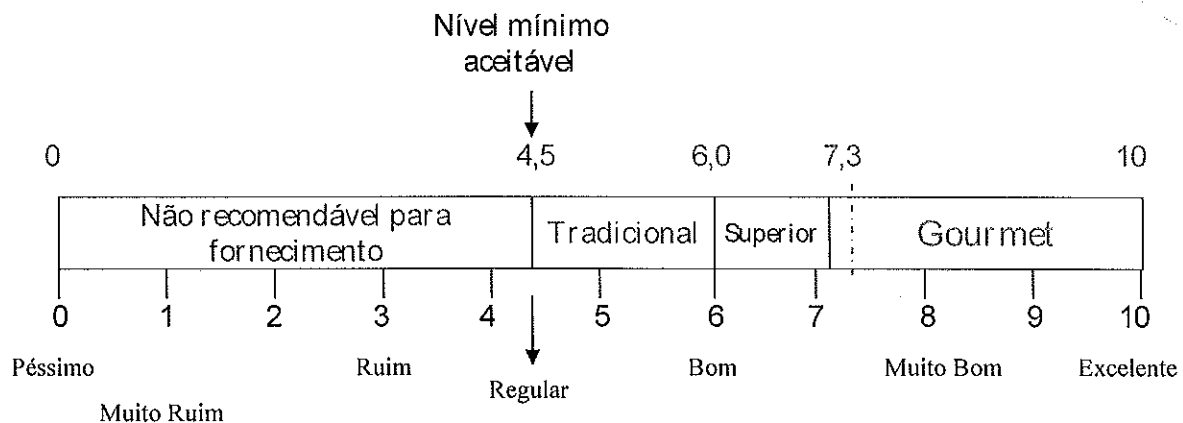 Nível mínimo
aceitável
0 4,5 6,0 7,3 10
Não recomendável para
fornecimento
Tradicional
Superior
Gourmet
0 1 2 3 4 5 6 7 8 9 10
Péssimo Ruim Bom Muito Bom Excelente
Regular
Muito Ruim